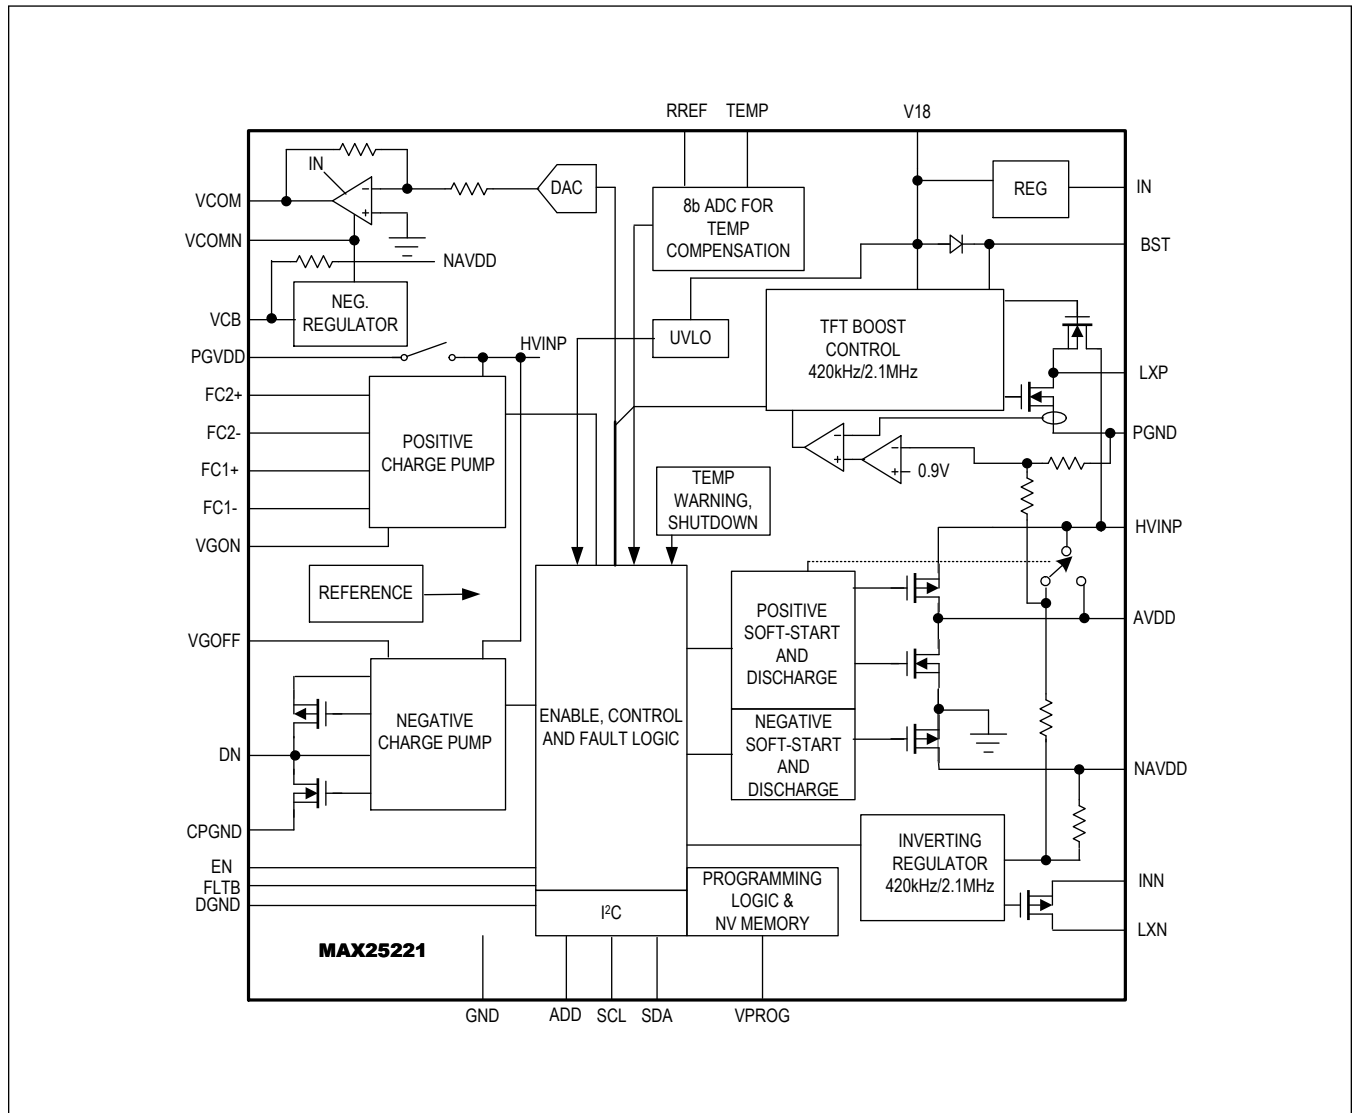 RREF TEMP V18
IN
DAC
VCOM
VCOMN
NAVDD
NEG.
REGULATOR
VCB
8b ADC FOR
TEMP
COMPENSATION
REG
IN
BST
UVLO
TFT BOOST
CONTROL
420kHz/2.1MHz
LXP
PGND
PGVDD
HVINP
FC2+
FC2-
FC1+
FC1-
VGON
POSITIVE
CHARGE PUMP
0.9V
TEMP
WARNING,
SHUTDOWN
HVINP
REFERENCE
VGOFF
NEGATIVE
CHARGE PUMP
DN
CPGND
ENABLE, CONTROL
AND FAULT LOGIC
POSITIVE
SOFT-START
AND
DISCHARGE
NEGATIVE
SOFT-START
AND
DISCHARGE
AVDD
NAVDD
EN
FLTB
DGND
I²C
PROGRAMMING
LOGIC &
NV MEMORY
INVERTING
REGULATOR
420kHz/2.1MHz
INN
LXN
MAX25221
GND ADD SCL SDA VPROG